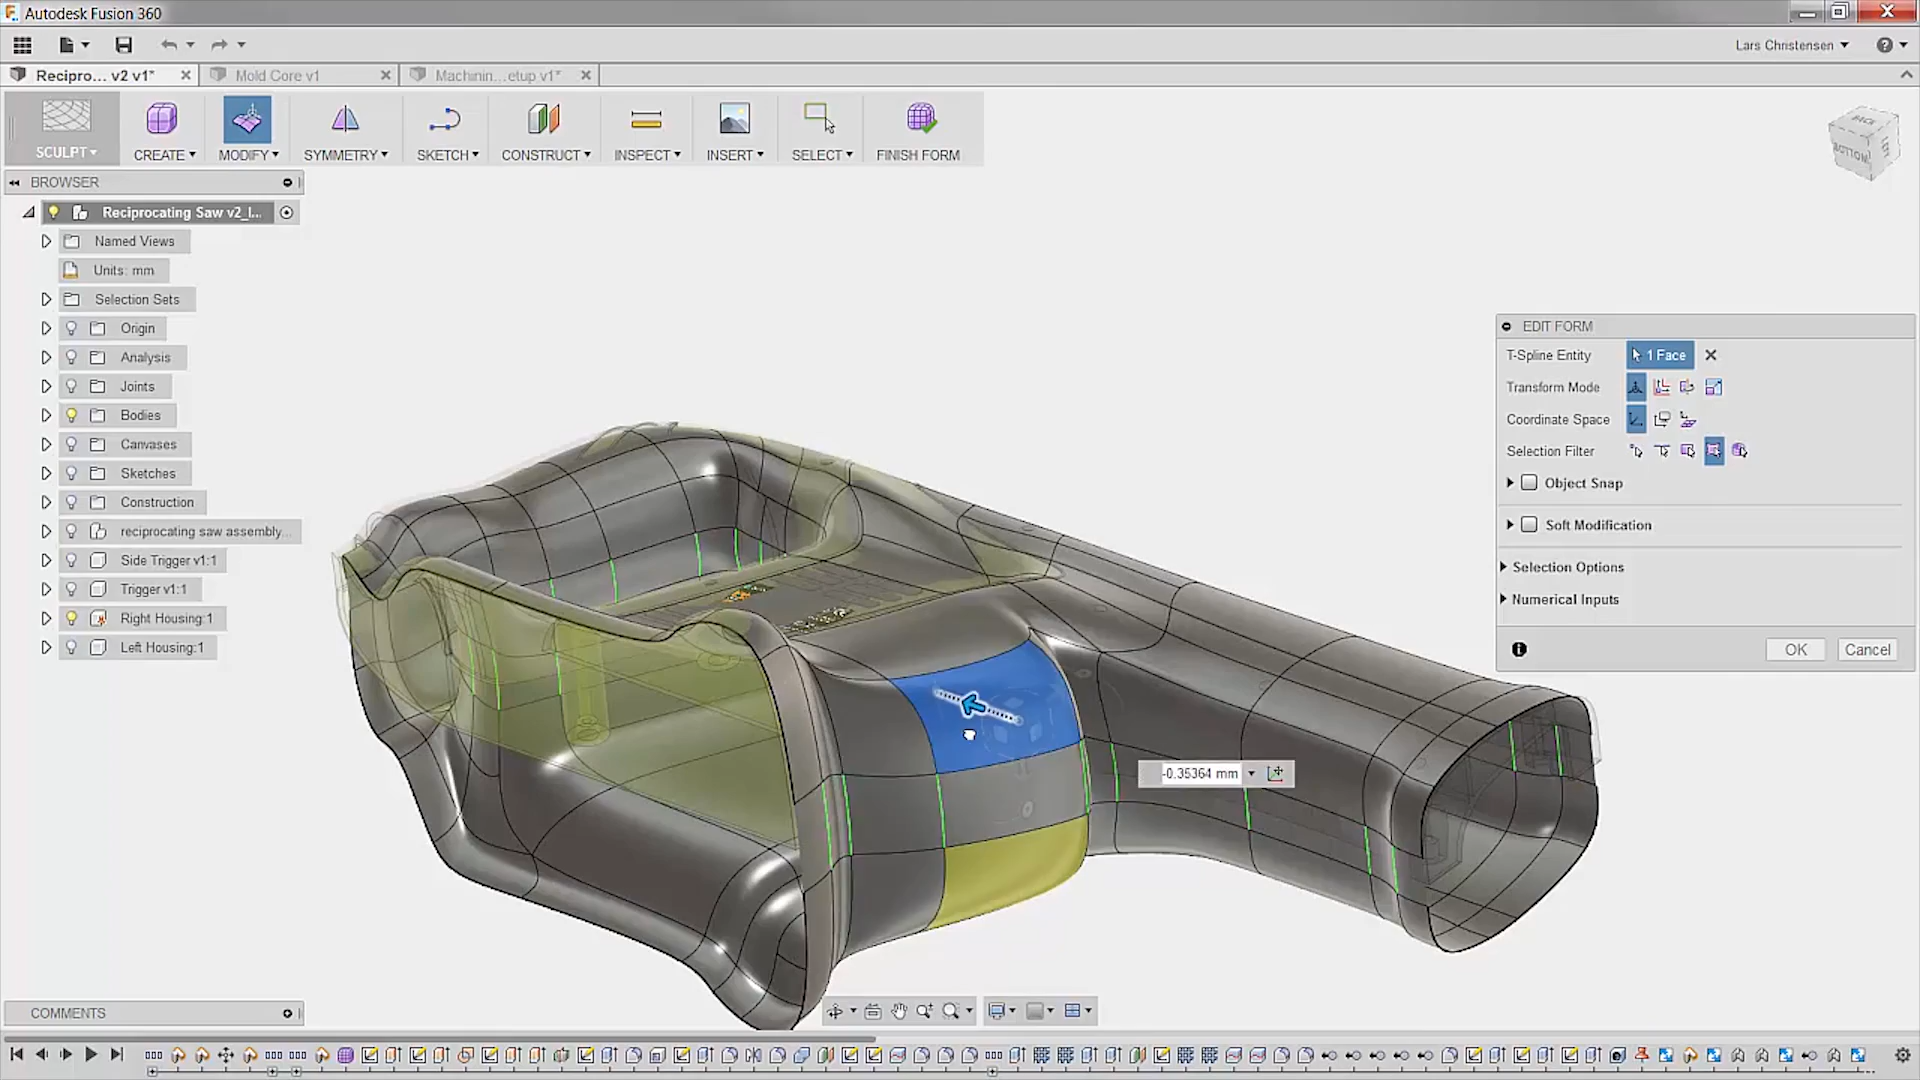 Autodesk Fusion 360
Lars Christensen
Recipro... v2 v1*
Mold Core v1
Machinin...etup v1*
SCULPT
CREATE
MODIFY
SYMMETRY
SKETCH
CONSTRUCT
INSPECT
INSERT
SELECT
FINISH FORM
BACK
BOTTOM
BROWSER
Reciprocating Saw v2_I...
Named Views
Units: mm
Selection Sets
Origin
Analysis
Joints
Bodies
Canvases
Sketches
Construction
reciprocating saw assembly...
Side Trigger v1:1
Trigger v1:1
Right Housing:1
Left Housing:1
EDIT FORM
T-Spline Entity 1 Face
Transform Mode
Coordinate Space
Selection Filter
Object Snap
Soft Modification
Selection Options
Numerical Inputs
OK Cancel
-0.35364 mm
COMMENTS